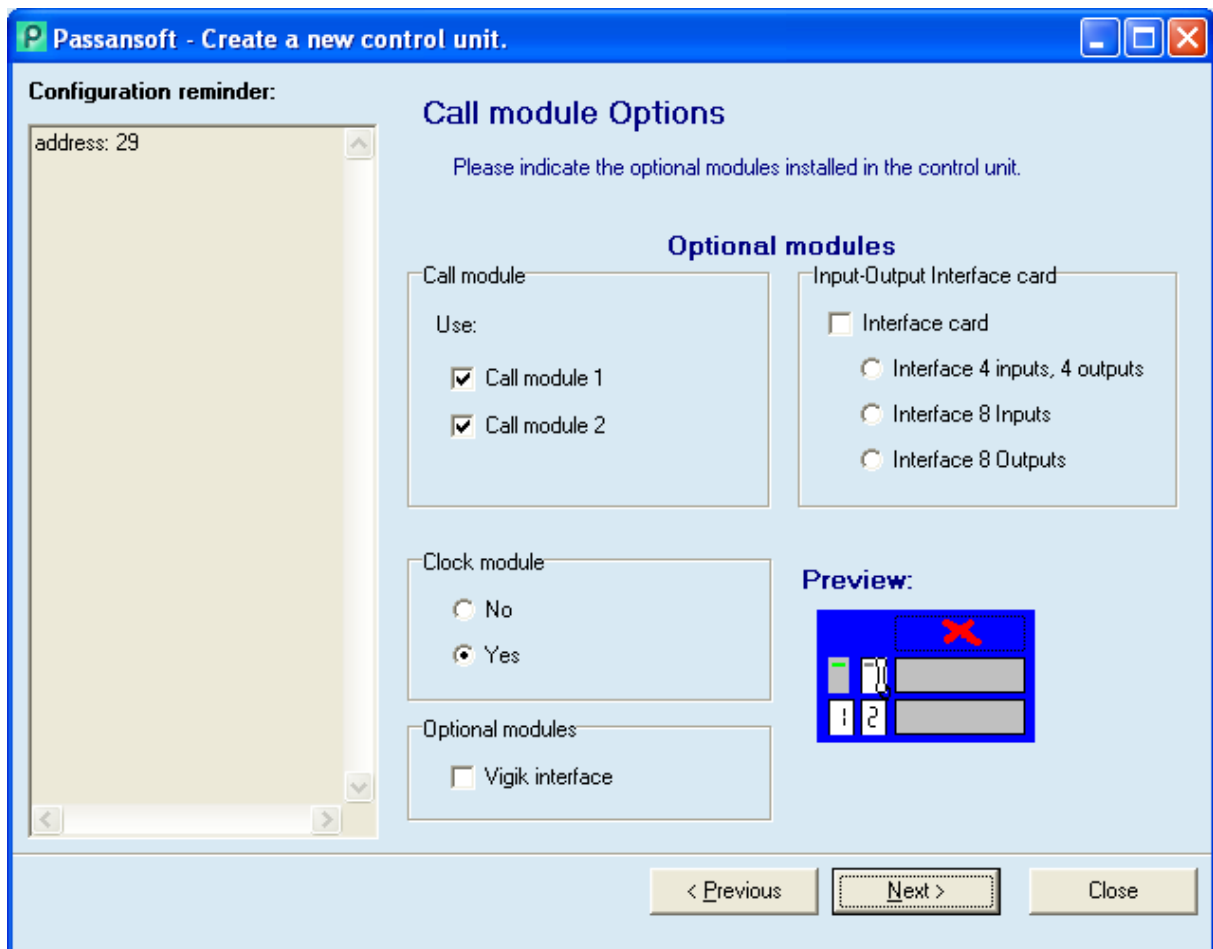 Passansoft - Create a new control unit.
Configuration reminder:
address: 29
Call module Options
Please indicate the optional modules installed in the control unit.
Optional modules
Call module
Use:
Call module 1
Call module 2
Input-Output Interface card
Interface card
Interface 4 inputs, 4 outputs
Interface 8 Inputs
Interface 8 Outputs
Clock module
No
Yes
Optional modules
Vigik interface
Preview:
1 2
< Previous
Next >
Close